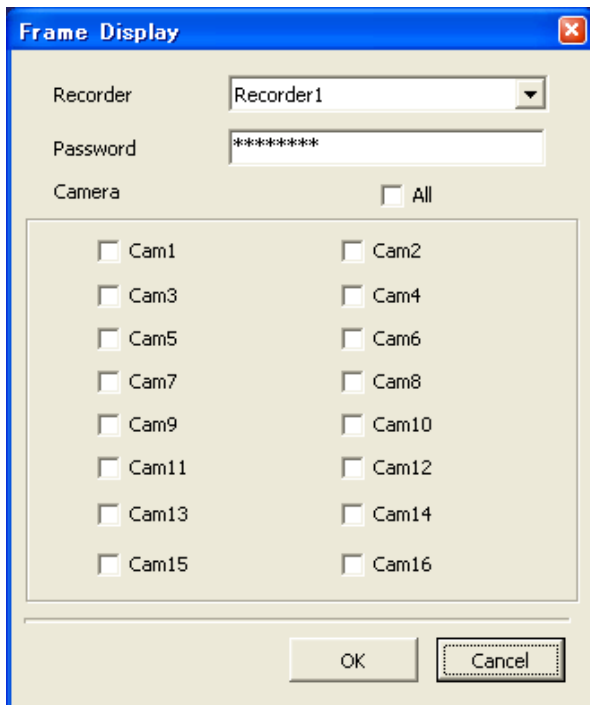 Frame Display
Recorder Recorder1
Password ********
Camera All
Cam1 Cam2
Cam3 Cam4
Cam5 Cam6
Cam7 Cam8
Cam9 Cam10
Cam11 Cam12
Cam13 Cam14
Cam15 Cam16
OK Cancel